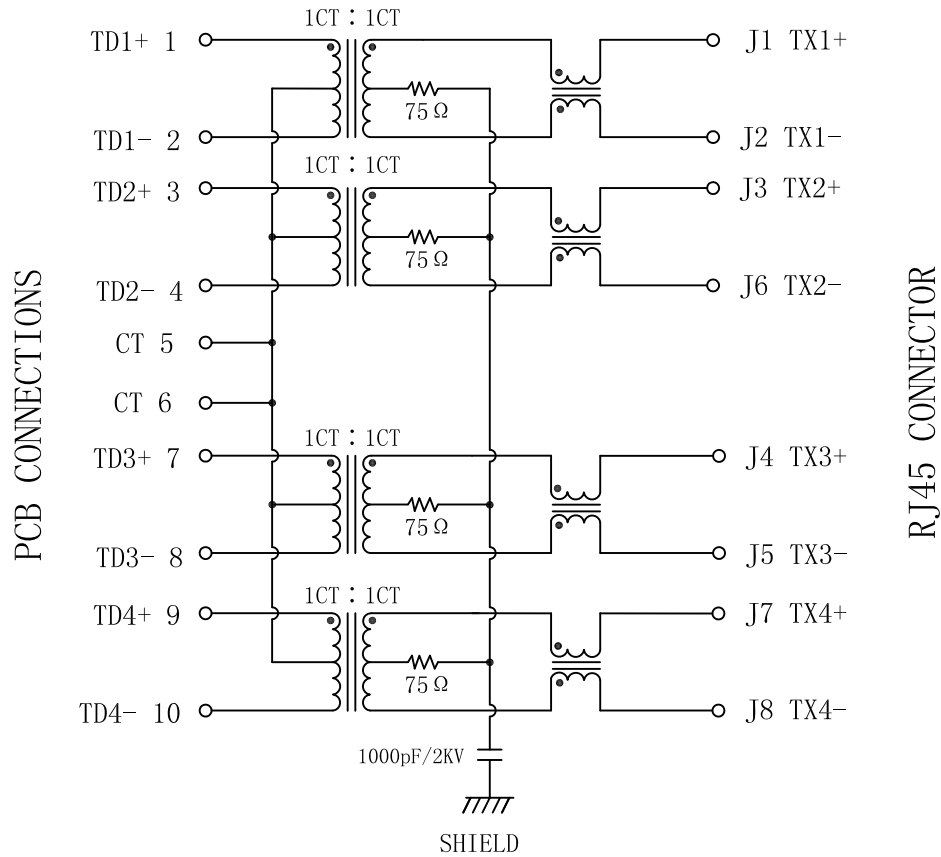 1CT : 1CT
TD1+ 1
J1 TX1+
75Ω
TD1- 2
J2 TX1-
1CT : 1CT
TD2+ 3
J3 TX2+
75Ω
TD2- 4
J6 TX2-
PCB CONNECTIONS
RJ45 CONNECTOR
CT 5
CT 6
1CT : 1CT
TD3+ 7
J4 TX3+
75Ω
TD3- 8
J5 TX3-
1CT : 1CT
TD4+ 9
J7 TX4+
75Ω
TD4- 10
J8 TX4-
1000pF/2KV
SHIELD